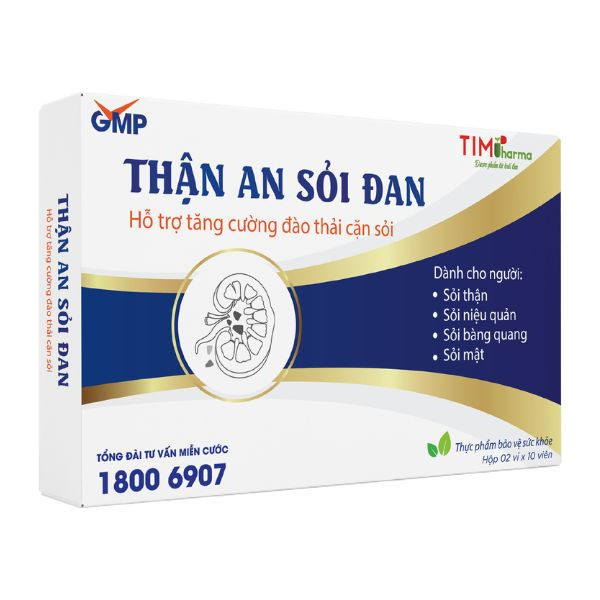 GMP
TIMPharma
Dược phẩm từ trái tim
THẬN AN SỎI ĐAN
Hỗ trợ tăng cường đào thải cặn sỏi
THẬN AN SỎI ĐAN
Hỗ trợ tăng cường đào thải cặn sỏi
Dành cho người:
• Sỏi thận
• Sỏi niệu quản
• Sỏi bàng quang
• Sỏi mật
TỔNG ĐÀI TƯ VẤN MIỄN CƯỚC
1800 6907
Thực phẩm bảo vệ sức khỏe
Hộp 02 vỉ x 10 viên